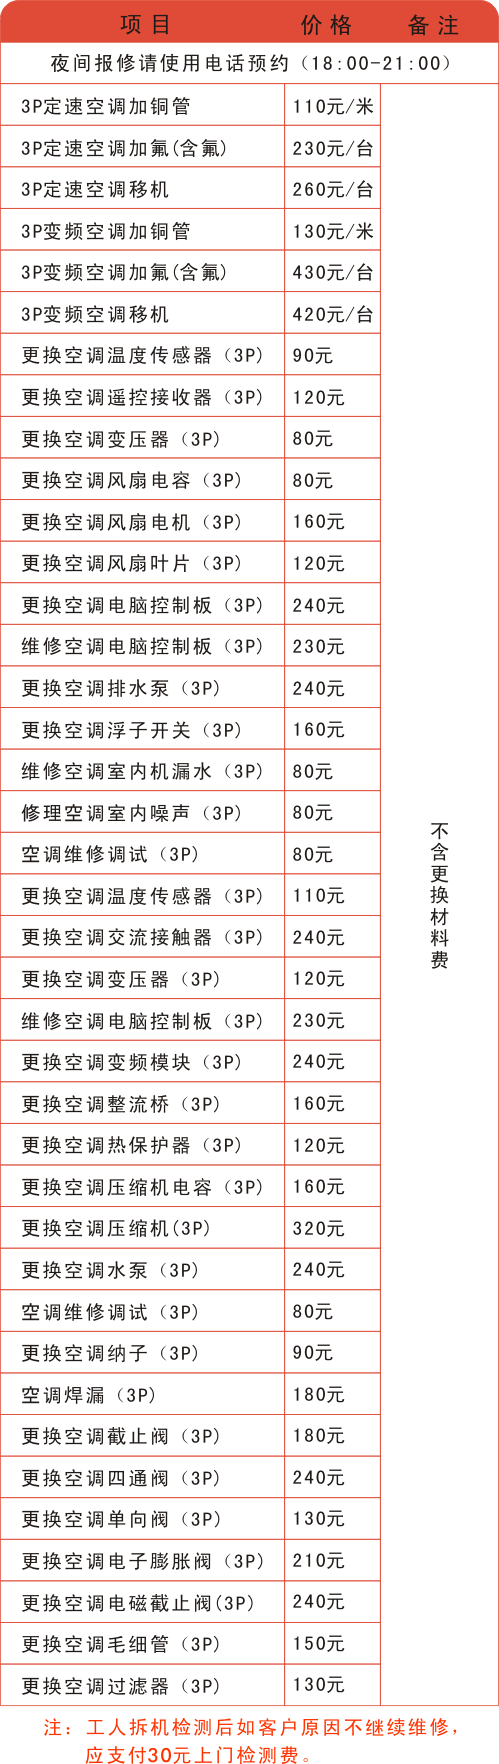 项目 价格 备注
夜间报修请使用电话预约（18:00-21:00）
3P定速空调加铜管 110元/米
3P定速空调加氟(含氟) 230元/台
3P定速空调移机 260元/台
3P变频空调加铜管 130元/米
3P变频空调加氟(含氟) 430元/台
3P变频空调移机 420元/台
更换空调温度传感器（3P) 90元
更换空调遥控接收器（3P) 120元
更换空调变压器（3P) 80元
更换空调风扇电容（3P) 80元
更换空调风扇电机（3P) 160元
更换空调风扇叶片（3P) 120元
更换空调电脑控制板（3P) 240元
维修空调电脑控制板（3P) 230元
更换空调排水泵（3P) 240元
更换空调浮子开关（3P) 160元
维修空调室内机漏水（3P) 80元
修理空调室内噪声（3P) 80元
空调维修调试（3P) 80元
更换空调温度传感器（3P) 110元
更换空调交流接触器（3P) 240元
更换空调变压器（3P) 120元
维修空调电脑控制板（3P) 230元
更换空调变频模块（3P) 240元
更换空调整流桥（3P) 160元
更换空调热保护器（3P) 120元
更换空调压缩机电容（3P) 160元
更换空调压缩机(3P) 320元
更换空调水泵（3P) 240元
空调维修调试（3P) 80元
更换空调纳子（3P) 90元
空调焊漏（3P) 180元
更换空调截止阀（3P) 180元
更换空调四通阀（3P) 240元
更换空调单向阀（3P) 130元
更换空调电子膨胀阀（3P) 210元
更换空调电磁截止阀(3P) 240元
更换空调毛细管（3P) 150元
更换空调过滤器（3P) 130元
不含更换材料费
注：工人拆机检测后如客户原因不继续维修，
应支付30元上门检测费。